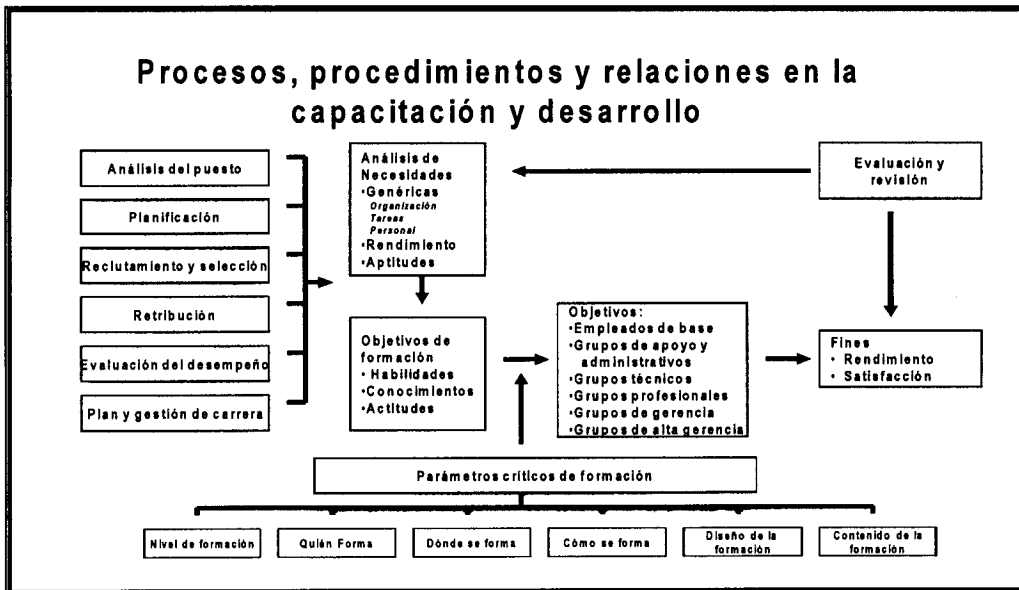 Procesos, procedimientos y relaciones en la
capacitación y desarrollo
Análisis del puesto
Planificación
Reclutamiento y selección
Retribución
Evaluación del desempeño
Plan y gestión de carrera
Análisis de
Necesidades
•Genéricas
Organización
Tareas
Personal
•Rendimiento
•Aptitudes
Objetivos de
formación
• Habilidades
•Conocimientos
•Actitudes
Objetivos:
•Empleados de base
•Grupos de apoyo y
administrativos
•Grupos técnicos
•Grupos profesionales
•Grupos de gerencia
•Grupos de alta gerencia
Evaluación y
revisión
Fines
• Rendimiento
• Satisfacción
Parámetros críticos de formación
Nivel de formación
Quién Forma
Dónde se forma
Cómo se forma
Diseño de la
formación
Contenido de la
formación